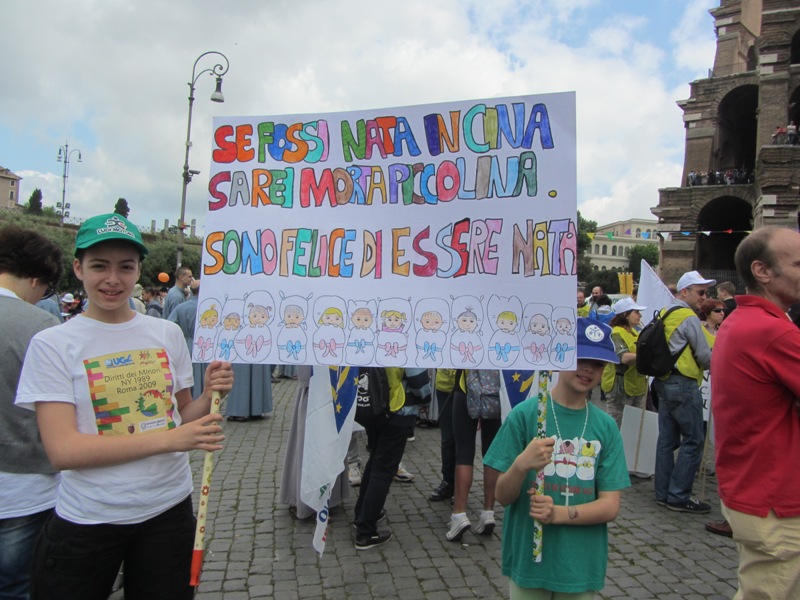 SE FOSSI NATA IN CINA
SAREI MORTA PICCOLINA.
SONO FELICE DI ESSERE NATA
Diritti dei Minori
NY 1989
Roma 2009